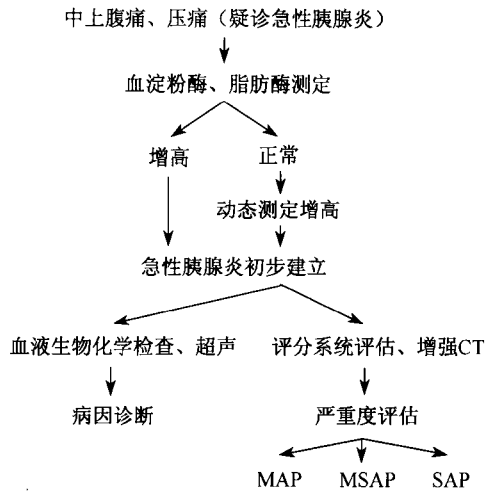 中上腹痛、压痛（疑诊急性胰腺炎）
血淀粉酶、脂肪酶测定
增高
正常
动态测定增高
急性胰腺炎初步建立
血液生物化学检查、超声
评分系统评估、增强CT
病因诊断
严重度评估
MAP
MSAP
SAP